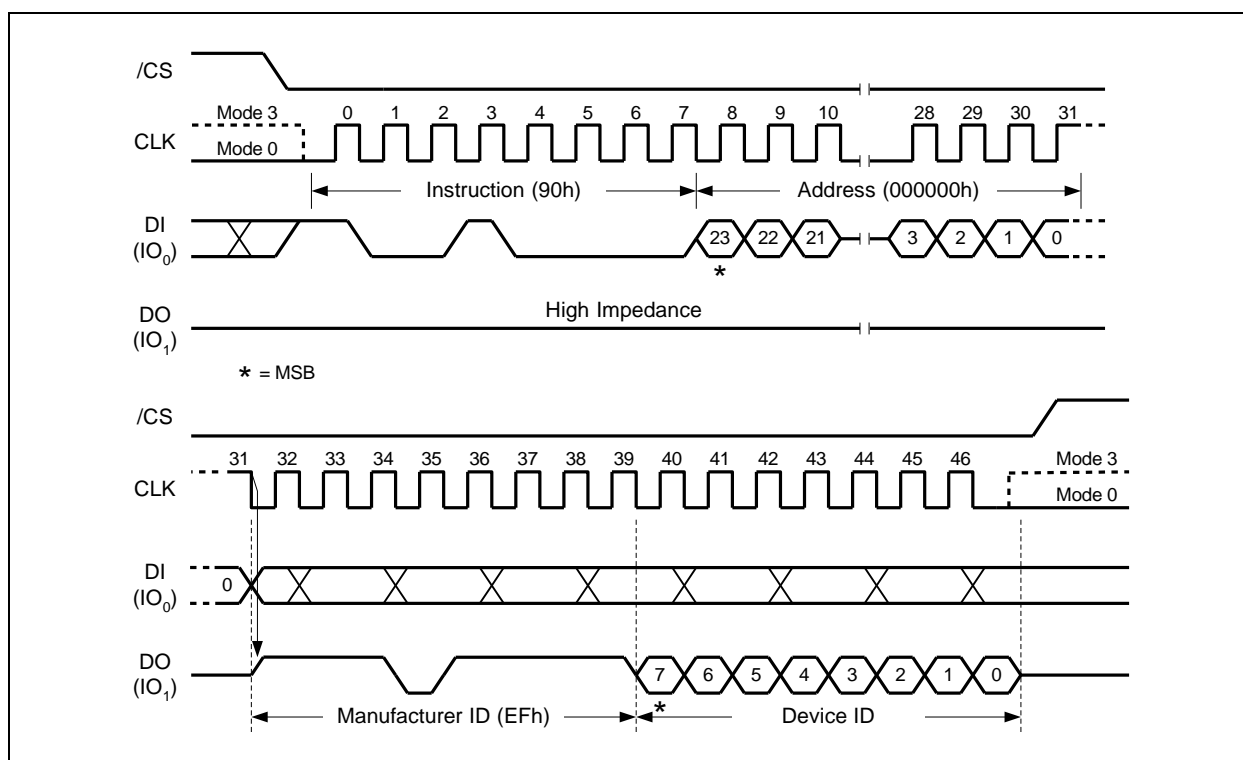 /CS
Mode 3 0 1 2 3 4 5 6 7 8 9 10 28 29 30 31
CLK
Mode 0
Instruction (90h) Address (000000h)
DI
(IO0)
23 22 21 3 2 1 0
*
High Impedance
DO
(IO1)
* = MSB
/CS
31 32 33 34 35 36 37 38 39 40 41 42 43 44 45 46 Mode 3
CLK
Mode 0
DI
(IO0)
0
DO
(IO1)
7 6 5 4 3 2 1 0
*
Manufacturer ID (EFh) Device ID